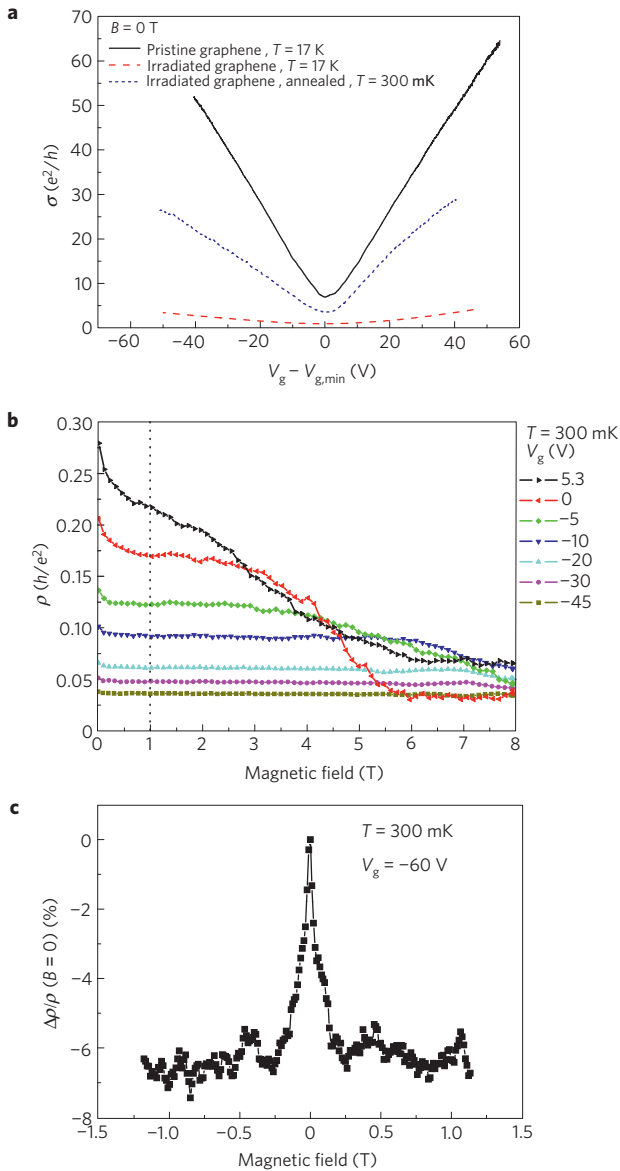 a
B = 0 T
Pristine graphene , T = 17 K
Irradiated graphene , T = 17 K
Irradiated graphene , annealed , T = 300 mK
70
60
50
40
30
20
10
0
σ (e²/h)
−60 −40 −20 0 20 40 60
V_g − V_g,min (V)
b
T = 300 mK
V_g (V)
5.3
0
−5
−10
−20
−30
−45
0.30
0.25
0.20
0.15
0.10
0.05
0
ρ (h/e²)
0 1 2 3 4 5 6 7 8
Magnetic field (T)
c
T = 300 mK
V_g = −60 V
0
−2
−4
−6
−8
Δρ/ρ (B = 0) (%)
−1.5 −1.0 −0.5 0 0.5 1.0 1.5
Magnetic field (T)